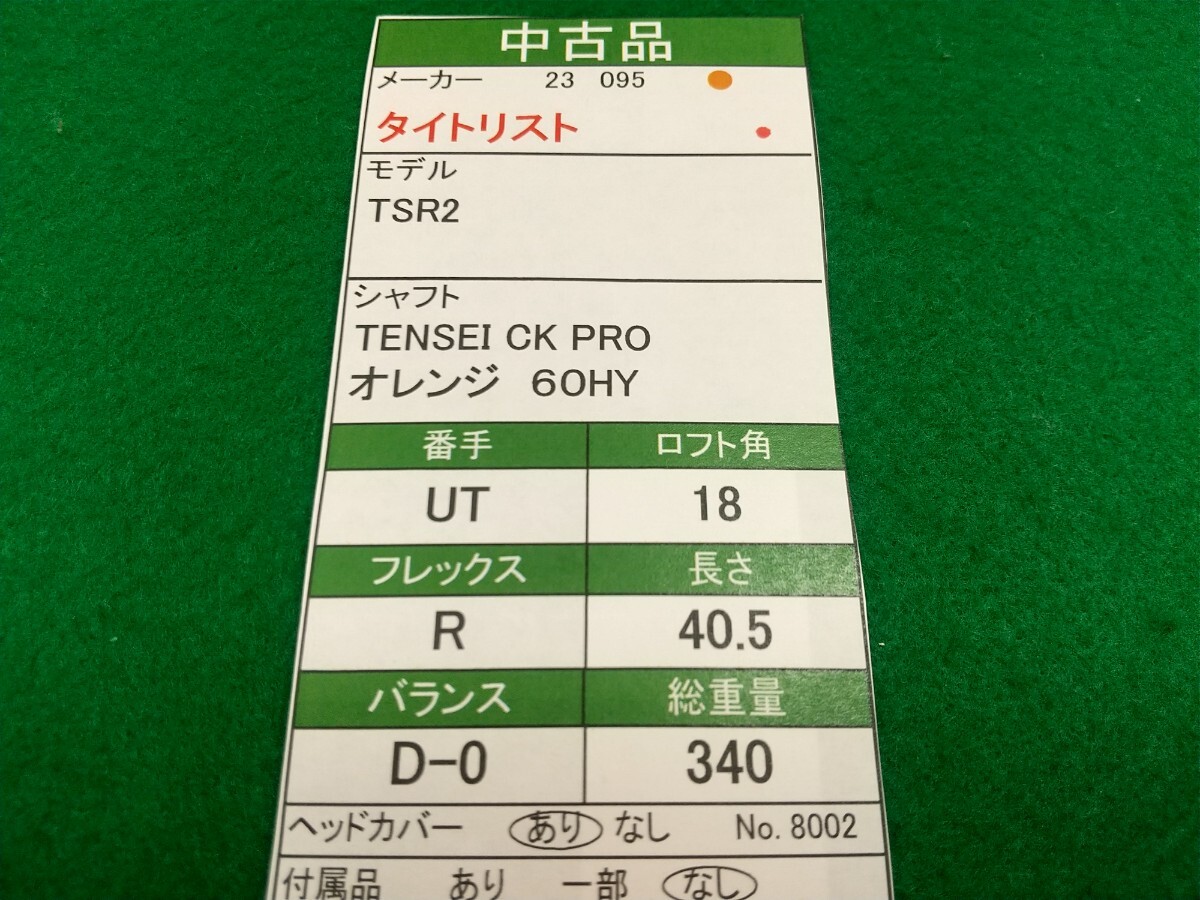 中古品
メーカー 23 095
タイトリスト
モデル
TSR2
シャフト
TENSEI CK PRO
オレンジ 60HY
番手 ロフト角
UT 18
フレックス 長さ
R 40.5
バランス 総重量
D-0 340
ヘッドカバー あり なし No. 8002
付属品 あり 一部 なし